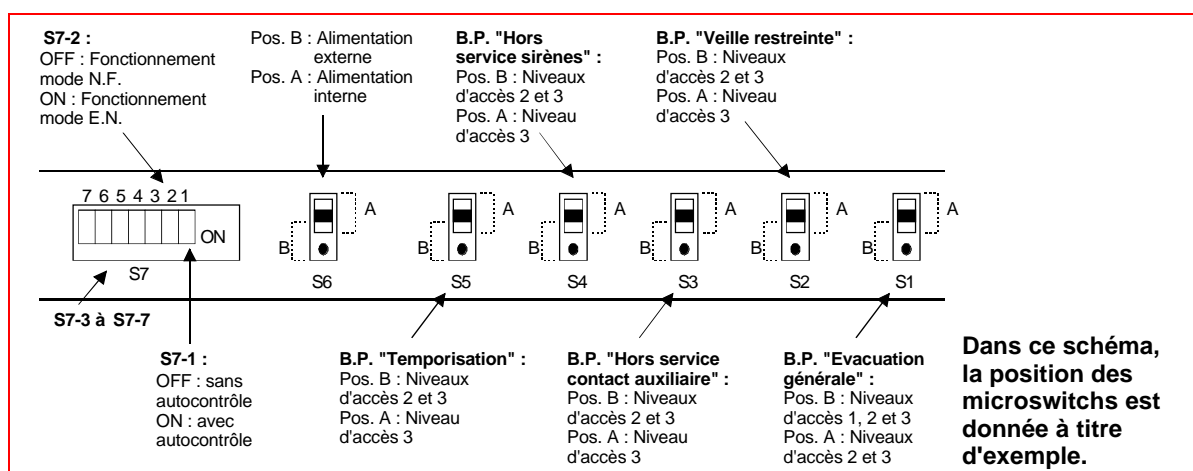 S7-2 :
OFF : Fonctionnement
mode N.F.
ON : Fonctionnement
mode E.N.
Pos. B : Alimentation
externe
Pos. A : Alimentation
interne
B.P. "Hors
service sirènes" :
Pos. B : Niveaux
d'accès 2 et 3
Pos. A : Niveau
d'accès 3
B.P. "Veille restreinte" :
Pos. B : Niveaux
d'accès 2 et 3
Pos. A : Niveau
d'accès 3
7 6 5 4 3 2 1
ON
S7
A
B
S6
A
B
S5
A
B
S4
A
B
S3
A
B
S2
A
B
S1
S7-3 à S7-7
S7-1 :
OFF : sans
autocontrôle
ON : avec
autocontrôle
B.P. "Temporisation" :
Pos. B : Niveaux
d'accès 2 et 3
Pos. A : Niveau
d'accès 3
B.P. "Hors service
contact auxiliaire" :
Pos. B : Niveaux
d'accès 2 et 3
Pos. A : Niveau
d'accès 3
B.P. "Evacuation
générale" :
Pos. B : Niveaux
d'accès 1, 2 et 3
Pos. A : Niveaux
d'accès 2 et 3
Dans ce schéma,
la position des
microswitchs est
donnée à titre
d'exemple.